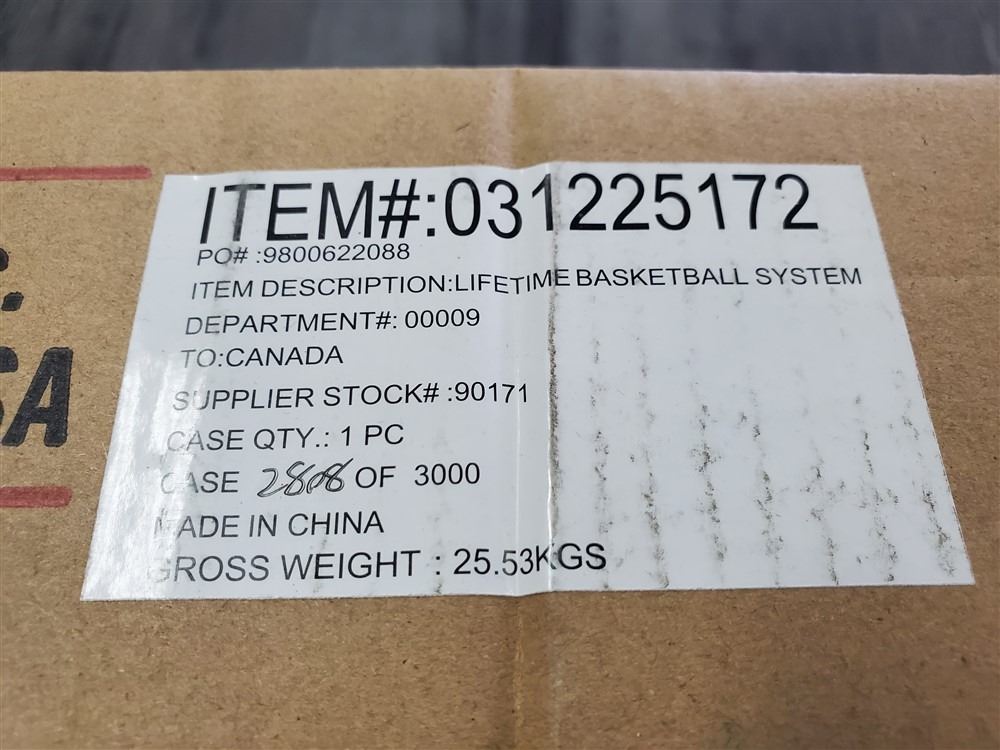 ITEM#:031225172
PO# :9800622088
ITEM DESCRIPTION:LIFETIME BASKETBALL SYSTEM
DEPARTMENT#: 00009
TO:CANADA
SUPPLIER STOCK# :90171
CASE QTY.: 1 PC
CASE 2808 OF 3000
MADE IN CHINA
GROSS WEIGHT : 25.53KGS
SA